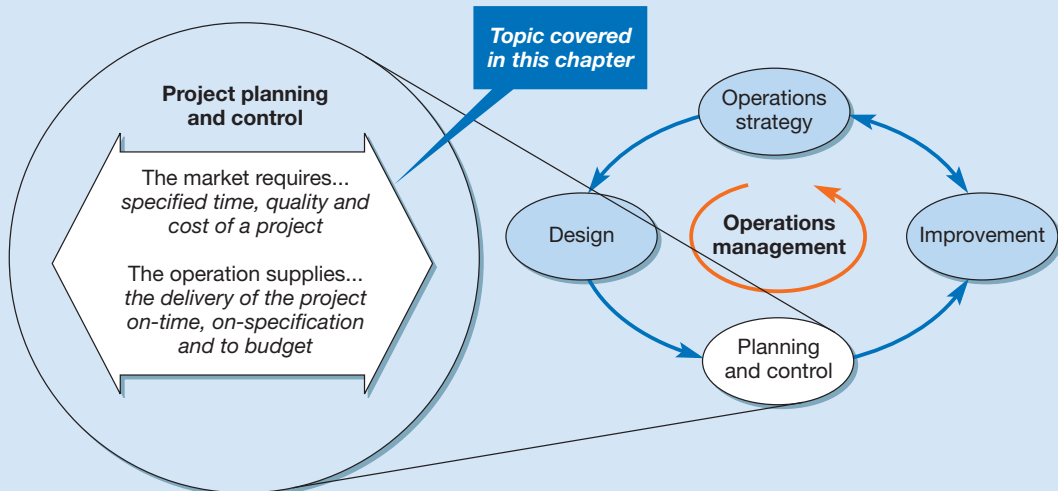 Topic covered
in this chapter
Project planning
and control
The market requires...
specified time, quality and
cost of a project
The operation supplies...
the delivery of the project
on-time, on-specification
and to budget
Operations
strategy
Design
Operations
management
Improvement
Planning
and control